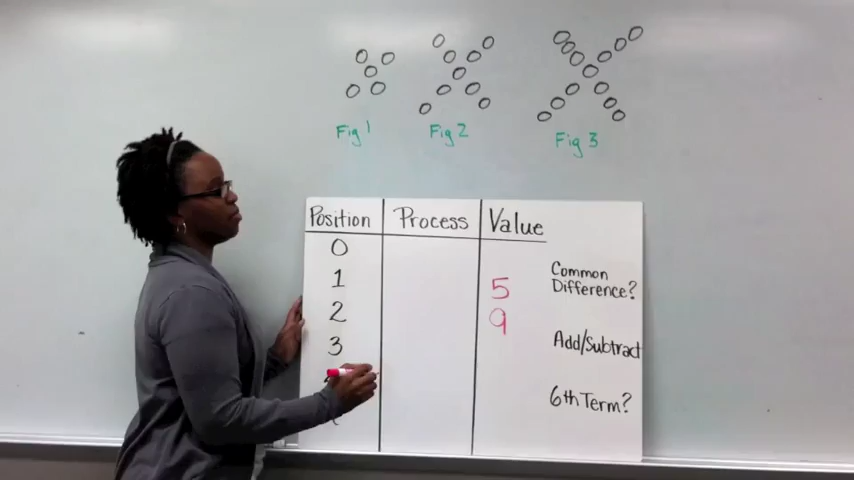 Fig 1
Fig 2
Fig 3
Position
Process
Value
0
1
5
2
9
3
Common
Difference?
Add/Subtract
6th Term?